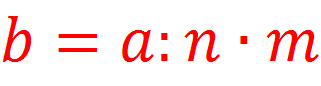 b = a: n · m